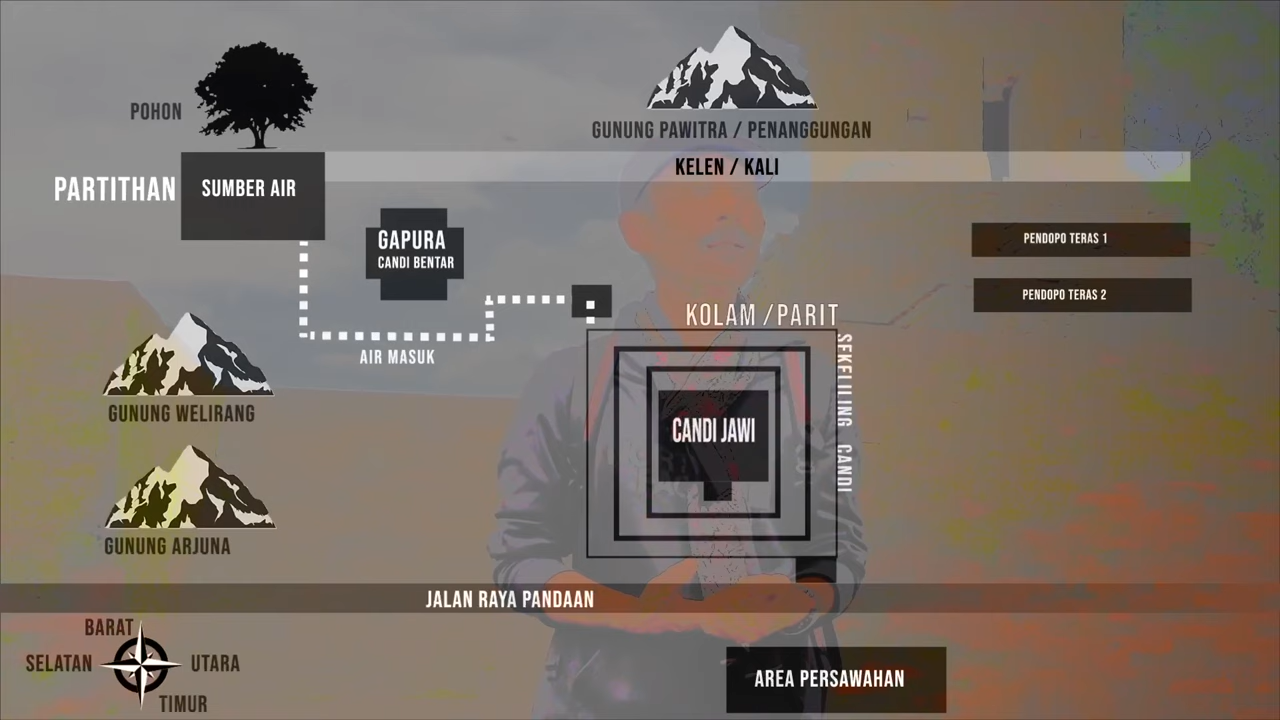 POHON
GUNUNG PAWITRA / PENANGGUNGAN
KELEN / KALI
PARTITHAN
SUMBER AIR
GAPURA
CANDI BENTAR
PENDOPO TERAS 1
PENDOPO TERAS 2
KOLAM /PARIT
SEKELILING CANDI
AIR MASUK
GUNUNG WELIRANG
CANDI JAWI
GUNUNG ARJUNA
JALAN RAYA PANDAAN
BARAT
SELATAN
UTARA
TIMUR
AREA PERSAWAHAN